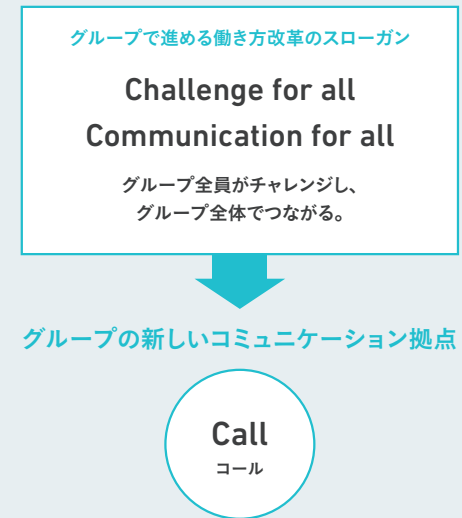 グループで進める働き方改革のスローガン
Challenge for all
Communication for all
グループ全員がチャレンジし、
グループ全体でつながる。
グループの新しいコミュニケーション拠点
Call
コール